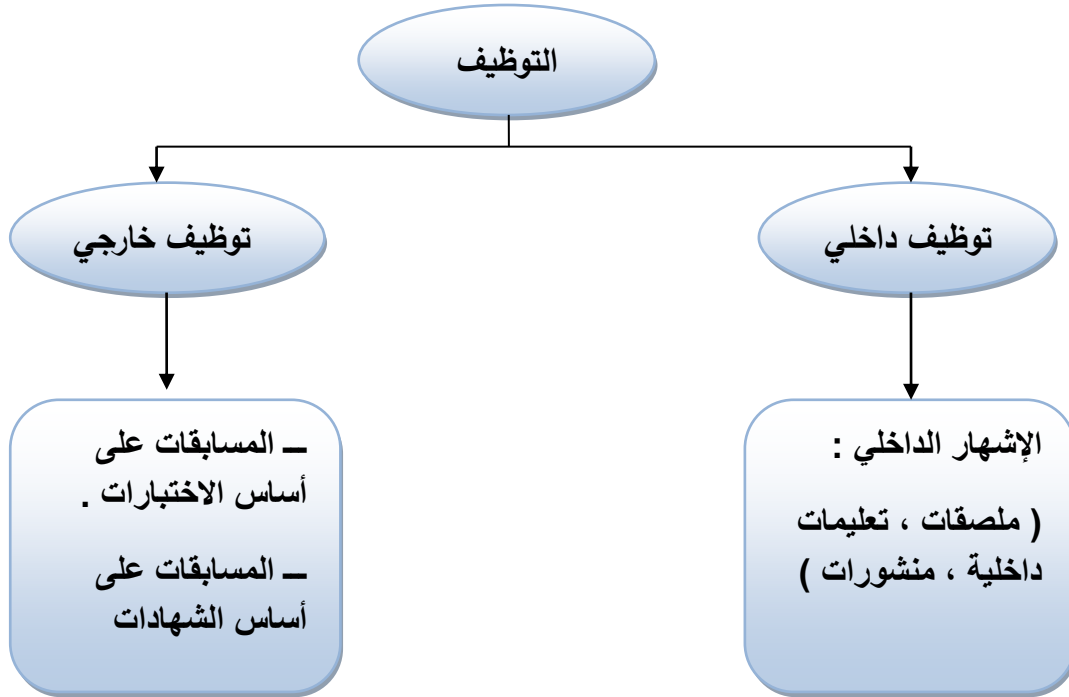 التوظيف
توظيف داخلي
توظيف خارجي
الإشهار الداخلي :
( ملصقات ، تعليمات
داخلية ، منشورات )
ــ المسابقات على
أساس الاختبارات .
ــ المسابقات على
أساس الشهادات